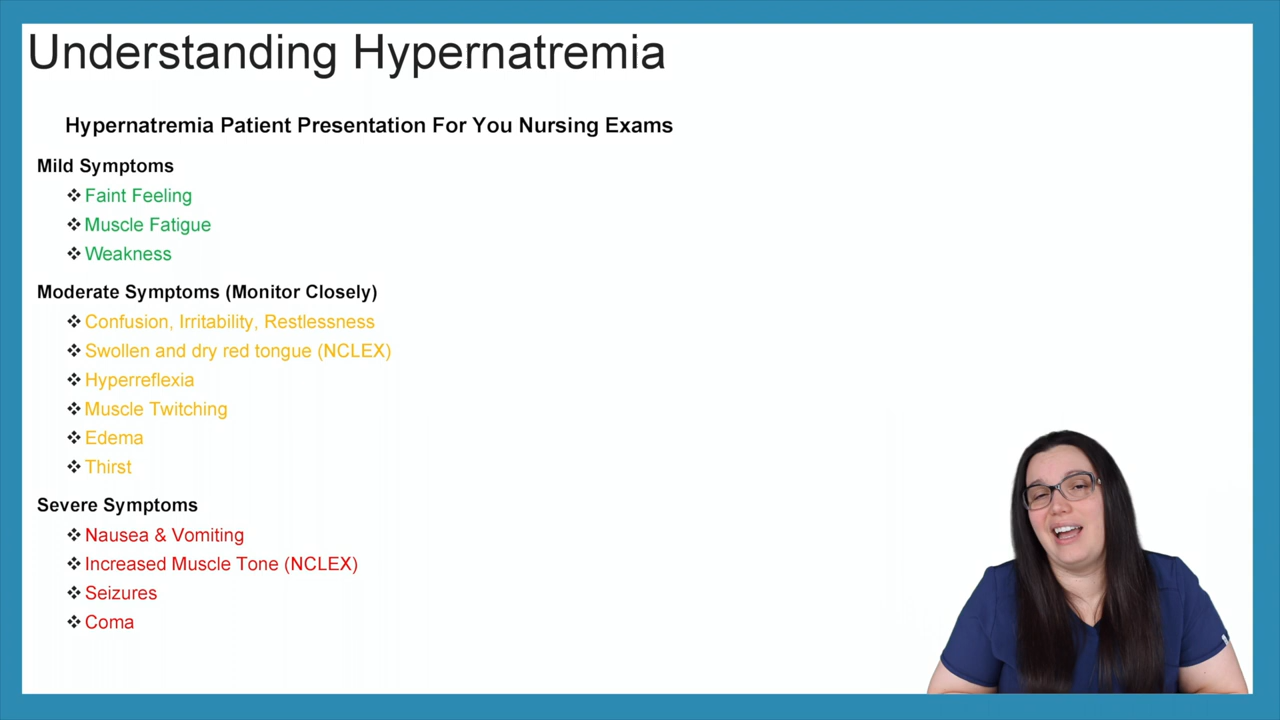 Understanding Hypernatremia
Hypernatremia Patient Presentation For You Nursing Exams
Mild Symptoms
❖ Faint Feeling
❖ Muscle Fatigue
❖ Weakness
Moderate Symptoms (Monitor Closely)
❖ Confusion, Irritability, Restlessness
❖ Swollen and dry red tongue (NCLEX)
❖ Hyperreflexia
❖ Muscle Twitching
❖ Edema
❖ Thirst
Severe Symptoms
❖ Nausea & Vomiting
❖ Increased Muscle Tone (NCLEX)
❖ Seizures
❖ Coma